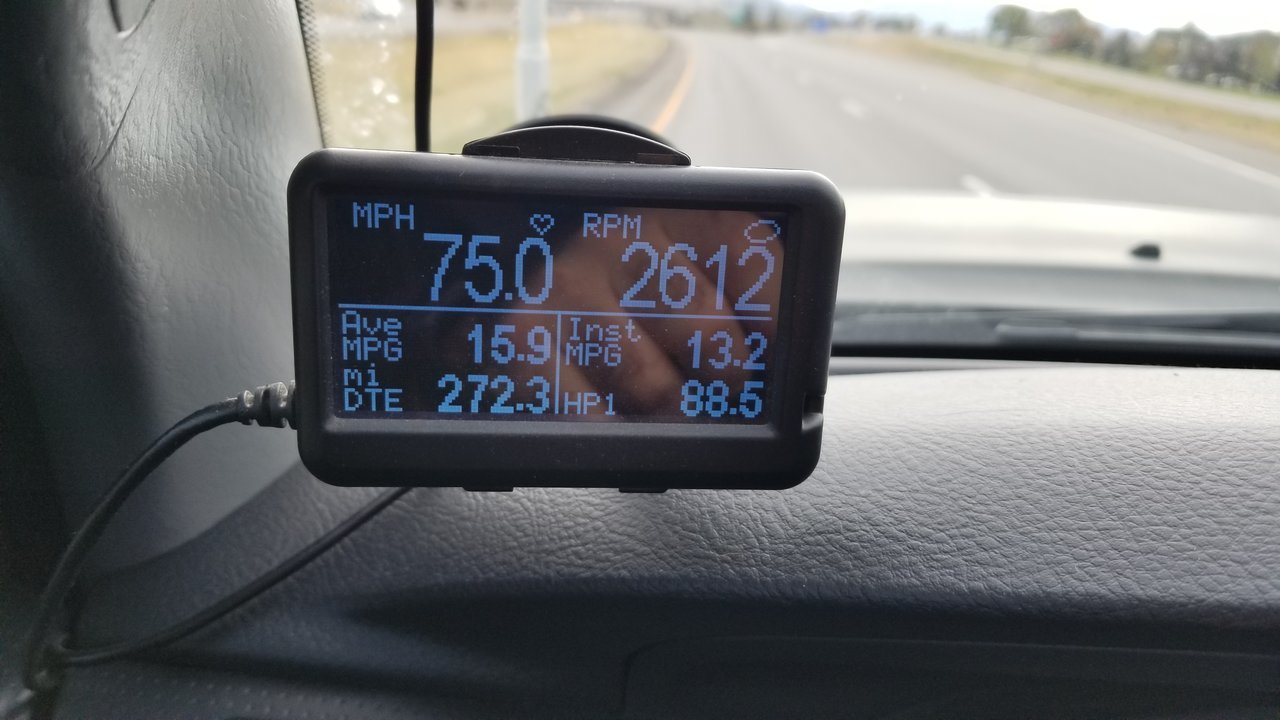 MPH 75.0 RPM 2612
Ave MPG 15.9 Inst MPG 13.2
mi DTE 272.3 HP1 88.5